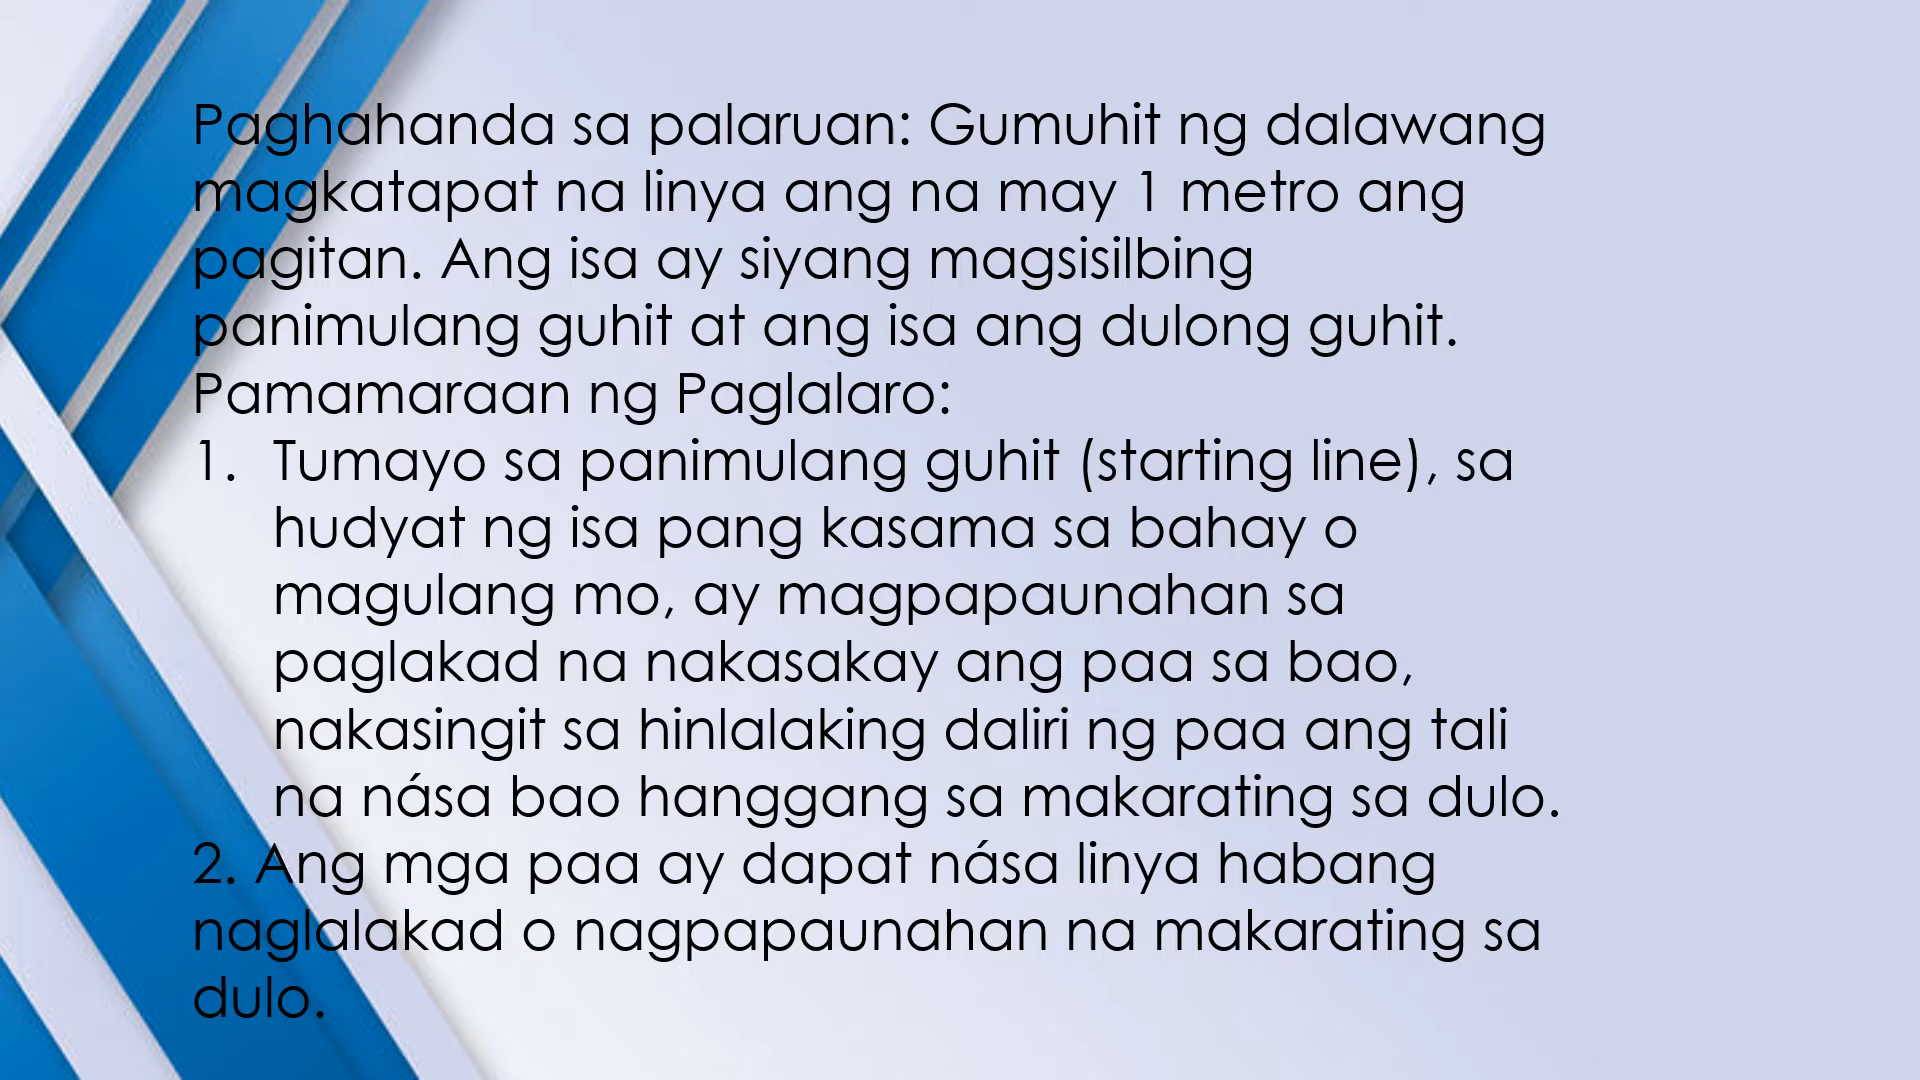 Paghahanda sa palaruan: Gumuhit ng dalawang
magkatapat na linya ang na may 1 metro ang
pagitan. Ang isa ay siyang magsisilbing
panimulang guhit at ang isa ang dulong guhit.
Pamamaraan ng Paglalaro:
1. Tumayo sa panimulang guhit (starting line), sa
hudyat ng isa pang kasama sa bahay o
magulang mo, ay magpapaunahan sa
paglakad na nakasakay ang paa sa bao,
nakasingit sa hinlalaking daliri ng paa ang tali
na nása bao hanggang sa makarating sa dulo.
2. Ang mga paa ay dapat nása linya habang
naglalakad o nagpapaunahan na makarating sa
dulo.